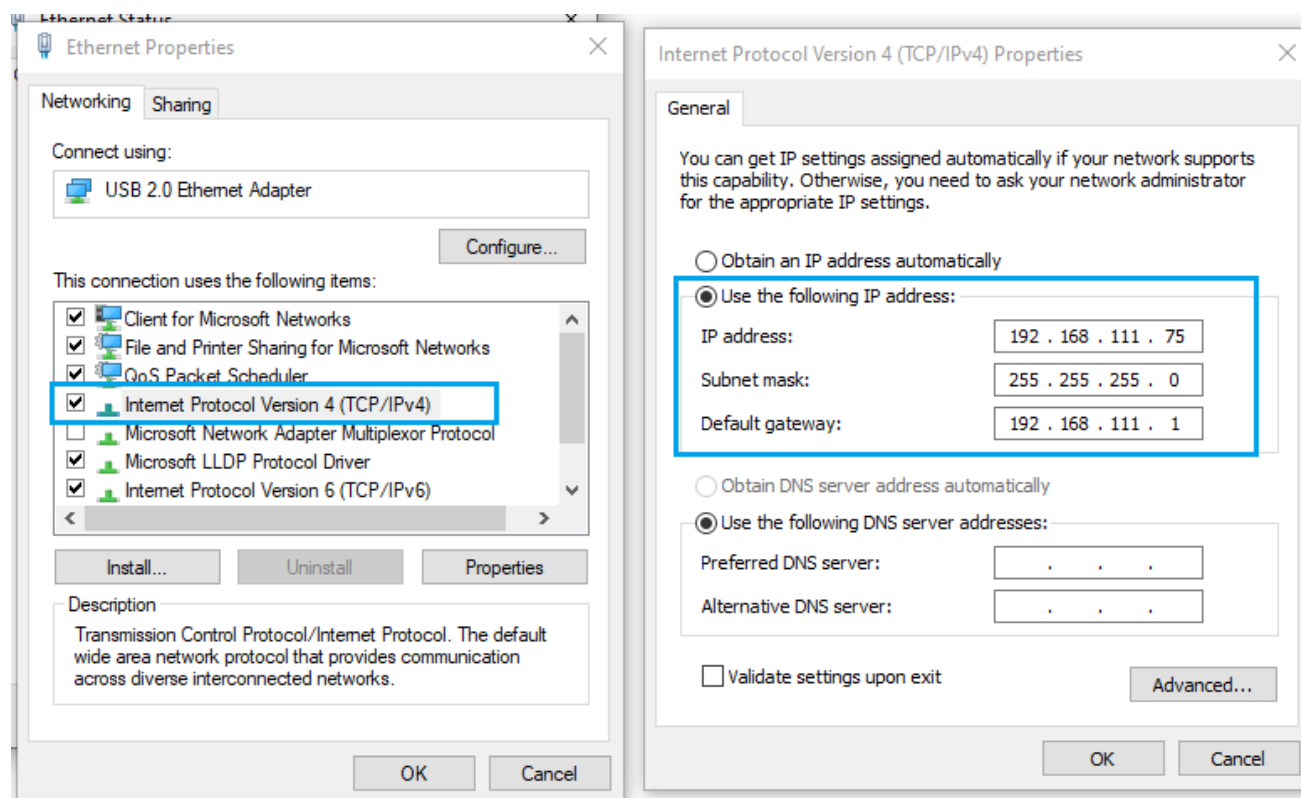 Ethernet Status
Ethernet Properties
Networking
Sharing
Connect using:
USB 2.0 Ethernet Adapter
Configure...
This connection uses the following items:
Client for Microsoft Networks
File and Printer Sharing for Microsoft Networks
QoS Packet Scheduler
Internet Protocol Version 4 (TCP/IPv4)
Microsoft Network Adapter Multiplexor Protocol
Microsoft LLDP Protocol Driver
Internet Protocol Version 6 (TCP/IPv6)
Install...
Uninstall
Properties
Description
Transmission Control Protocol/Internet Protocol. The default
wide area network protocol that provides communication
across diverse interconnected networks.
OK
Cancel
Internet Protocol Version 4 (TCP/IPv4) Properties
General
You can get IP settings assigned automatically if your network supports
this capability. Otherwise, you need to ask your network administrator
for the appropriate IP settings.
Obtain an IP address automatically
Use the following IP address:
IP address: 192 . 168 . 111 . 75
Subnet mask: 255 . 255 . 255 . 0
Default gateway: 192 . 168 . 111 . 1
Obtain DNS server address automatically
Use the following DNS server addresses:
Preferred DNS server: . . .
Alternative DNS server: . . .
Validate settings upon exit
Advanced...
OK
Cancel